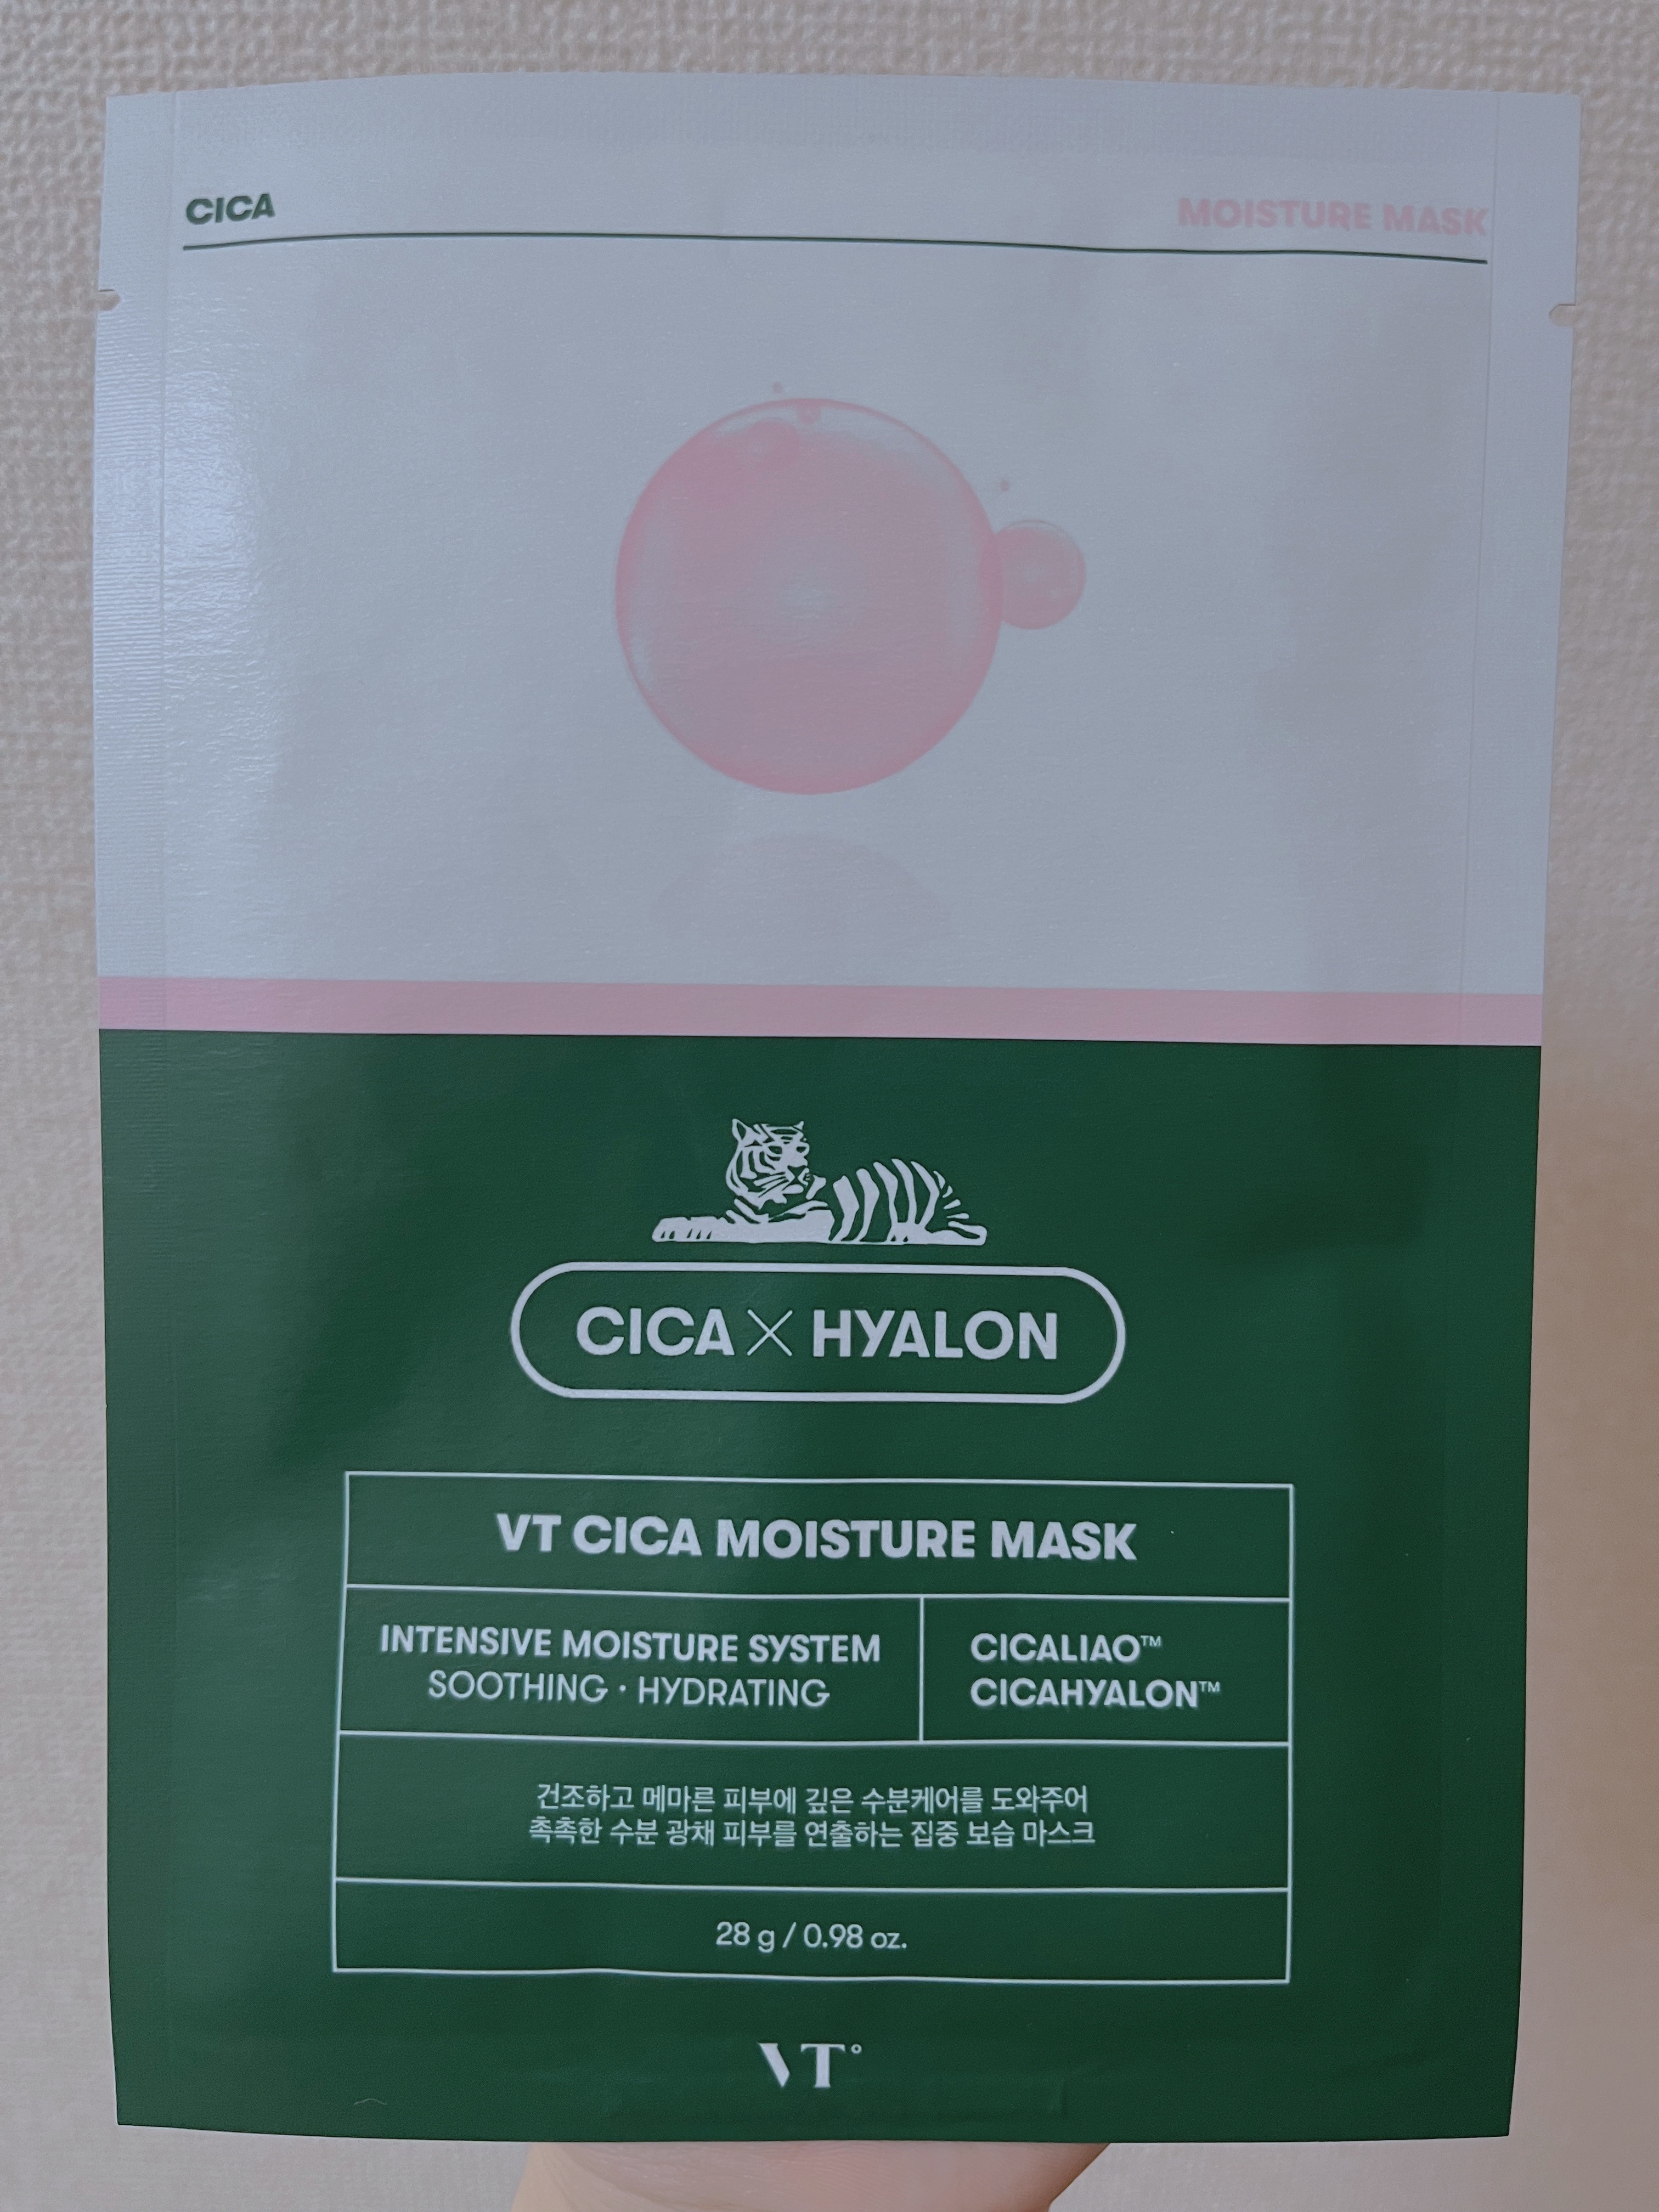 CICA
MOISTURE MASK
CICA X HYALON
VT CICA MOISTURE MASK
INTENSIVE MOISTURE SYSTEM
SOOTHING · HYDRATING
CICALIAO™
CICAHYALON™
건조하고 메마른 피부에 깊은 수분케어를 도와주어
촉촉한 수분 광채 피부를 연출하는 집중 보습 마스크
28 g / 0.98 oz.
VT°